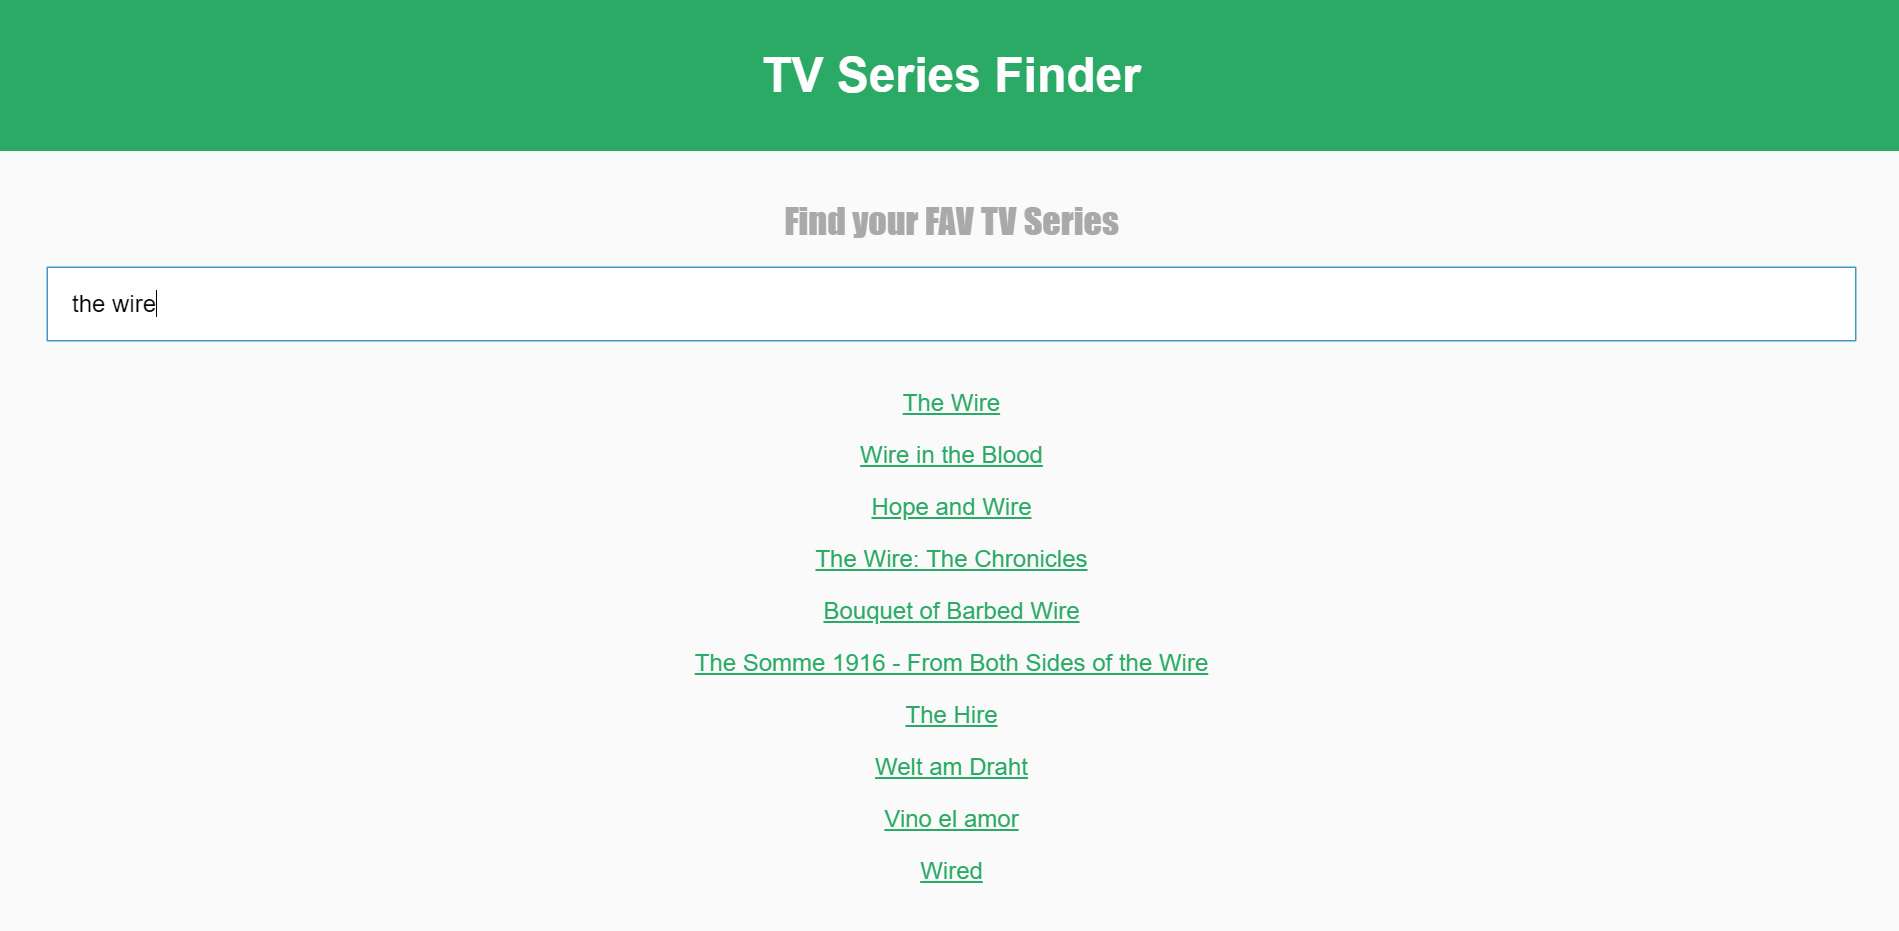 TV Series Finder
Find your FAV TV Series
the wire
The Wire
Wire in the Blood
Hope and Wire
The Wire: The Chronicles
Bouquet of Barbed Wire
The Somme 1916 - From Both Sides of the Wire
The Hire
Welt am Draht
Vino el amor
Wired